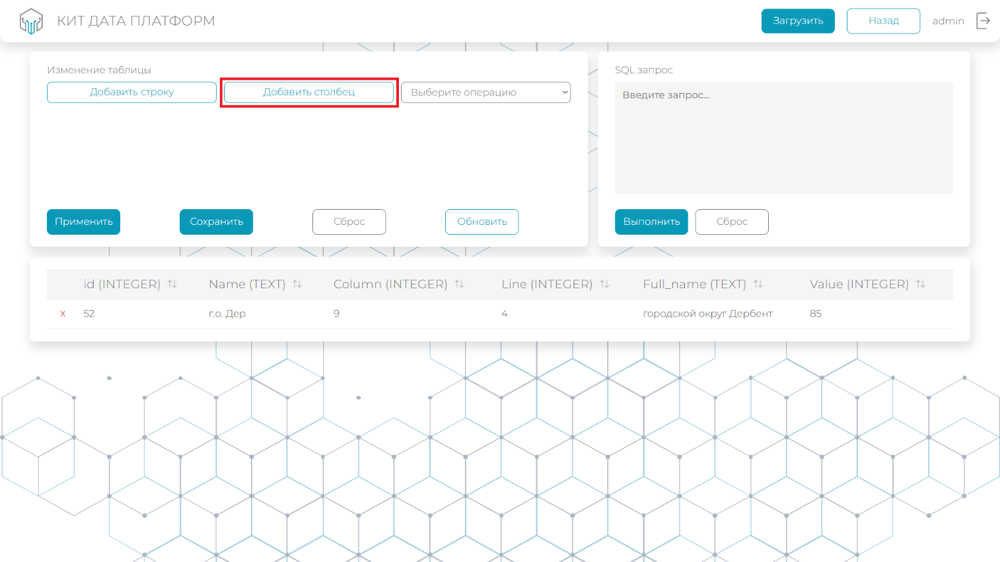 КИТ ДАТА ПЛАТФОРМ
Загрузить
Назад
admin
Изменение таблицы
Добавить строку
Добавить столбец
Выберите операцию
Применить
Сохранить
Сброс
Обновить
SQL запрос
Введите запрос...
Выполнить
Сброс
id (INTEGER) Name (TEXT) Column (INTEGER) Line (INTEGER) Full_name (TEXT) Value (INTEGER)
x 52 г.о. Дер 9 4 городской округ Дербент 85